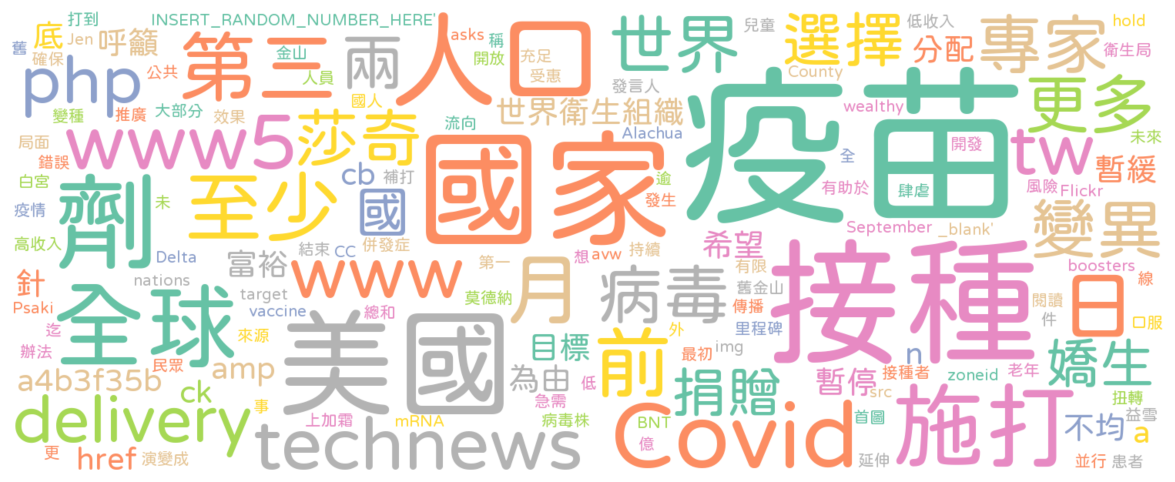 打到 INSERT_RANDOM_NUMBER_HERE'
舊 底 Jen 呼籲 第三 兩 人口 asks 稱 世界 兒童 選擇 低收入 分配 專家 hold
確保 php 公共 金山 人員 開放 充足 受惠 發言人 County 衛生局
變種 推廣 大部分 效果 國人 世界衛生組織 wealthy 更多
局面 www5 莎奇 流向 Alachua 疫苗 開發 tw 未來
錯誤 cb 補打 國家 逾 全 暫緩
白宮 劑 至少 國 發生 有助於 肆虐 風險 Flickr
疫情 未 併發症 September _blank' 變異
高收入 Delta 富裕 結束 CC 第一 想 avw 持續 希望
針 nations www 月 病毒 有限 接種 boosters 線
Psaki 全球 target 莫德納 舊金山 日 閱讀
迄 vaccine 總和 傳播 件 口服
辦法 來源 美國 前 外 里程碑
民眾 目標 最初 img n 嬌生
a4b3f35b amp 為由 低 捐贈 暫停 接種者 zoneid 老年 扭轉
ck 急需 src 益雪
delivery 事 上加霜 mRNA 病毒株 BNT Covid 首圖 施打 不均 a
technews 億
更 href 演變成 延伸 並行 患者